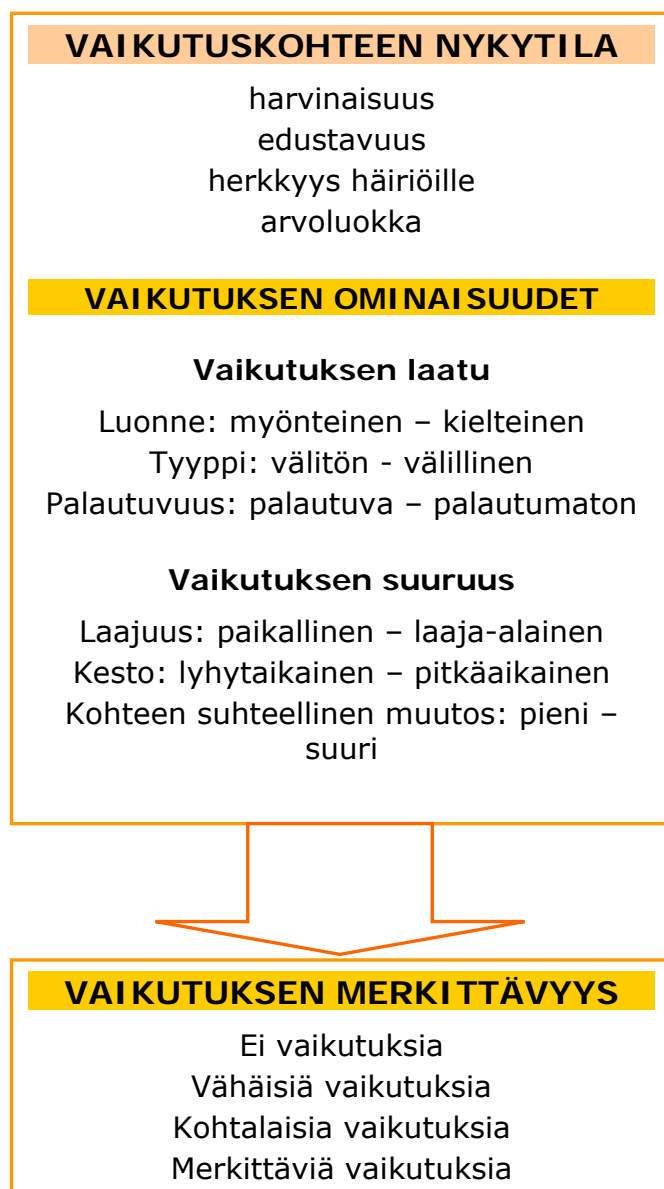 VAIKUTUSKOHTEEN NYKYTILA
harvinaisuus
edustavuus
herkkyys häiriöille
arvoluokka
VAIKUTUKSEN OMINAISUUDET
Vaikutuksen laatu
Luonne: myönteinen – kielteinen
Tyyppi: välitön - välillinen
Palautuvuus: palautuva – palautumaton
Vaikutuksen suuruus
Laajuus: paikallinen – laaja-alainen
Kesto: lyhytaikainen – pitkäaikainen
Kohteen suhteellinen muutos: pieni –
suuri
VAIKUTUKSEN MERKITTÄVYYS
Ei vaikutuksia
Vähäisiä vaikutuksia
Kohtalaisia vaikutuksia
Merkittäviä vaikutuksia